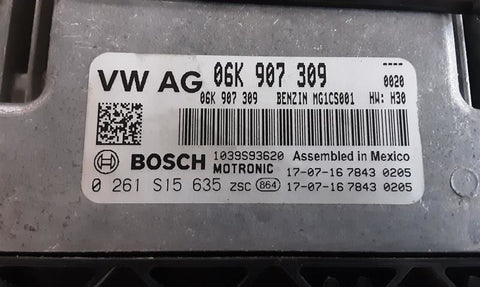 VW AG 06K 907 309 ----
0020
06K 907 309 BENZIN MG1CS001 HW: H30
BOSCH 1039S93620 Assembled in Mexico
MOTRONIC 17-07-16 7843 0205
0 261 S15 635 ZSC 864 17-07-16 7843 0205